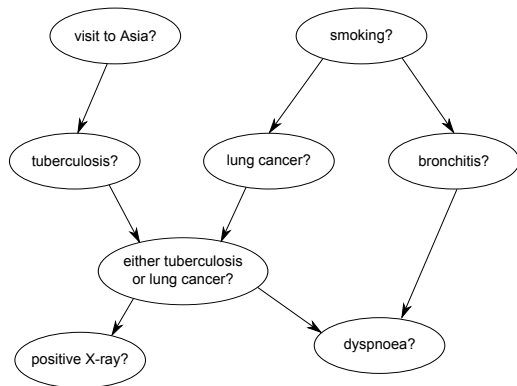 visit to Asia?
smoking?
tuberculosis?
lung cancer?
bronchitis?
either tuberculosis
or lung cancer?
positive X-ray?
dyspnoea?